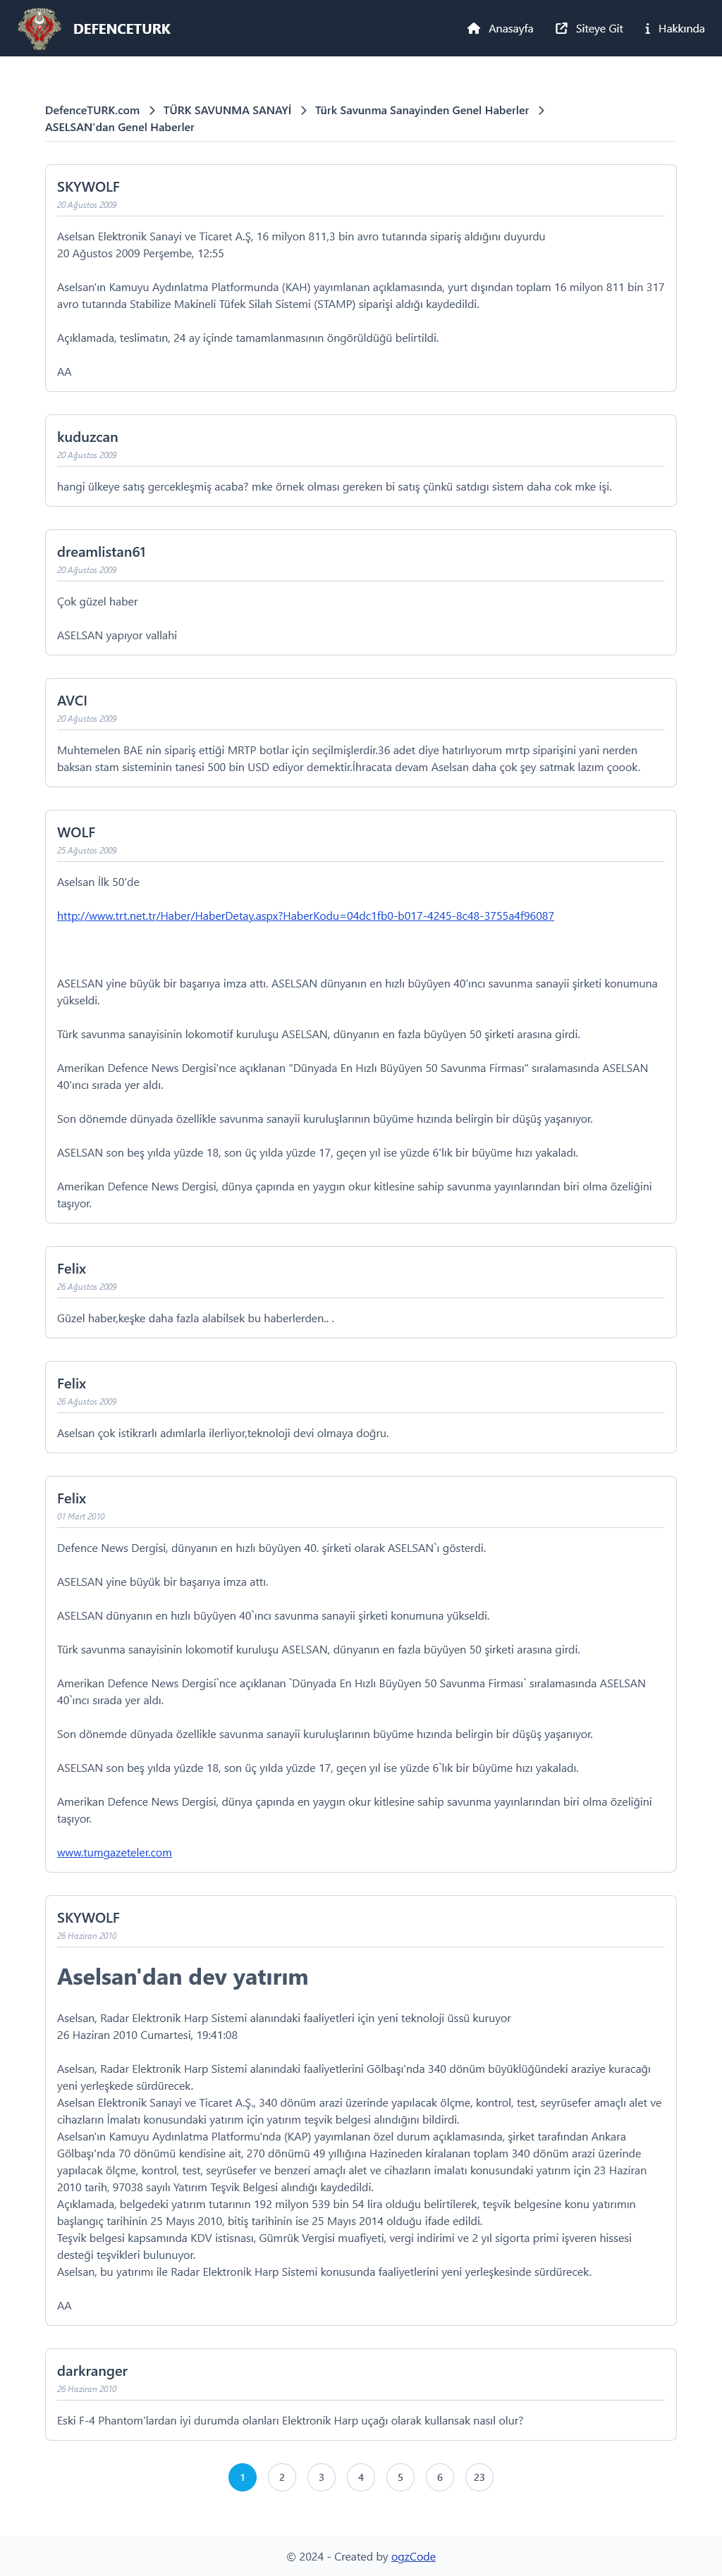 DEFENCETURK
Anasayfa
Siteye Git
Hakkında
DefenceTURK.com > TÜRK SAVUNMA SANAYİ > Türk Savunma Sanayinden Genel Haberler >
ASELSAN'dan Genel Haberler
SKYWOLF
20 Ağustos 2009
Aselsan Elektronik Sanayi ve Ticaret A.Ş, 16 milyon 811,3 bin avro tutarında sipariş aldığını duyurdu
20 Ağustos 2009 Perşembe, 12:55
Aselsan'ın Kamuyu Aydınlatma Platformunda (KAH) yayımlanan açıklamasında, yurt dışından toplam 16 milyon 811 bin 317
avro tutarında Stabilize Makineli Tüfek Silah Sistemi (STAMP) siparişi aldığı kaydedildi.
Açıklamada, teslimatın, 24 ay içinde tamamlanmasının öngörüldüğü belirtildi.
AA
kuduzcan
20 Ağustos 2009
hangi ülkeye satış gercekleşmiş acaba? mke örnek olması gereken bi satış çünkü satdıgı sistem daha cok mke işi.
dreamlistan61
20 Ağustos 2009
Çok güzel haber
ASELSAN yapıyor vallahi
AVCI
20 Ağustos 2009
Muhtemelen BAE nin sipariş ettiği MRTP botlar için seçilmişlerdir.36 adet diye hatırlıyorum mrtp siparişini yani nerden
baksan stam sisteminin tanesi 500 bin USD ediyor demektir.İhracata devam Aselsan daha çok şey satmak lazım çoook.
WOLF
25 Ağustos 2009
Aselsan İlk 50'de
http://www.trt.net.tr/Haber/HaberDetay.aspx?HaberKodu=04dc1fb0-b017-4245-8c48-3755a4f96087
ASELSAN yine büyük bir başarıya imza attı. ASELSAN dünyanın en hızlı büyüyen 40'ıncı savunma sanayii şirketi konumuna
yükseldi.
Türk savunma sanayisinin lokomotif kuruluşu ASELSAN, dünyanın en fazla büyüyen 50 şirketi arasına girdi.
Amerikan Defence News Dergisi'nce açıklanan "Dünyada En Hızlı Büyüyen 50 Savunma Firması" sıralamasında ASELSAN
40'ıncı sırada yer aldı.
Son dönemde dünyada özellikle savunma sanayii kuruluşlarının büyüme hızında belirgin bir düşüş yaşanıyor.
ASELSAN son beş yılda yüzde 18, son üç yılda yüzde 17, geçen yıl ise yüzde 6'lık bir büyüme hızı yakaladı.
Amerikan Defence News Dergisi, dünya çapında en yaygın okur kitlesine sahip savunma yayınlarından biri olma özeliğini
taşıyor.
Felix
26 Ağustos 2009
Güzel haber,keşke daha fazla alabilsek bu haberlerden.. .
Felix
26 Ağustos 2009
Aselsan çok istikrarlı adımlarla ilerliyor,teknoloji devi olmaya doğru.
Felix
01 Mart 2010
Defence News Dergisi, dünyanın en hızlı büyüyen 40. şirketi olarak ASELSAN`ı gösterdi.
ASELSAN yine büyük bir başarıya imza attı.
ASELSAN dünyanın en hızlı büyüyen 40`ıncı savunma sanayii şirketi konumuna yükseldi.
Türk savunma sanayisinin lokomotif kuruluşu ASELSAN, dünyanın en fazla büyüyen 50 şirketi arasına girdi.
Amerikan Defence News Dergisi`nce açıklanan `Dünyada En Hızlı Büyüyen 50 Savunma Firması` sıralamasında ASELSAN
40`ıncı sırada yer aldı.
Son dönemde dünyada özellikle savunma sanayii kuruluşlarının büyüme hızında belirgin bir düşüş yaşanıyor.
ASELSAN son beş yılda yüzde 18, son üç yılda yüzde 17, geçen yıl ise yüzde 6`lık bir büyüme hızı yakaladı.
Amerikan Defence News Dergisi, dünya çapında en yaygın okur kitlesine sahip savunma yayınlarından biri olma özeliğini
taşıyor.
www.tumgazeteler.com
SKYWOLF
26 Haziran 2010
Aselsan'dan dev yatırım
Aselsan, Radar Elektronik Harp Sistemi alanındaki faaliyetleri için yeni teknoloji üssü kuruyor
26 Haziran 2010 Cumartesi, 19:41:08
Aselsan, Radar Elektronik Harp Sistemi alanındaki faaliyetlerini Gölbaşı'nda 340 dönüm büyüklüğündeki araziye kuracağı
yeni yerleşkede sürdürecek.
Aselsan Elektronik Sanayi ve Ticaret A.Ş., 340 dönüm arazi üzerinde yapılacak ölçme, kontrol, test, seyrüsefer amaçlı alet ve
cihazların İmalatı konusundaki yatırım için yatırım teşvik belgesi alındığını bildirdi.
Aselsan'ın Kamuyu Aydınlatma Platformu'nda (KAP) yayımlanan özel durum açıklamasında, şirket tarafından Ankara
Gölbaşı'nda 70 dönümü kendisine ait, 270 dönümü 49 yıllığına Hazineden kiralanan toplam 340 dönüm arazi üzerinde
yapılacak ölçme, kontrol, test, seyrüsefer ve benzeri amaçlı alet ve cihazların imalatı konusundaki yatırım için 23 Haziran
2010 tarih, 97038 sayılı Yatırım Teşvik Belgesi alındığı kaydedildi.
Açıklamada, belgedeki yatırım tutarının 192 milyon 539 bin 54 lira olduğu belirtilerek, teşvik belgesine konu yatırımın
başlangıç tarihinin 25 Mayıs 2010, bitiş tarihinin ise 25 Mayıs 2014 olduğu ifade edildi.
Teşvik belgesi kapsamında KDV istisnası, Gümrük Vergisi muafiyeti, vergi indirimi ve 2 yıl sigorta primi işveren hissesi
desteği teşvikleri bulunuyor.
Aselsan, bu yatırımı ile Radar Elektronik Harp Sistemi konusunda faaliyetlerini yeni yerleşkesinde sürdürecek.
AA
darkranger
26 Haziran 2010
Eski F-4 Phantom'lardan iyi durumda olanları Elektronik Harp uçağı olarak kullansak nasıl olur?
1 2 3 4 5 6 23
© 2024 - Created by ogzCode